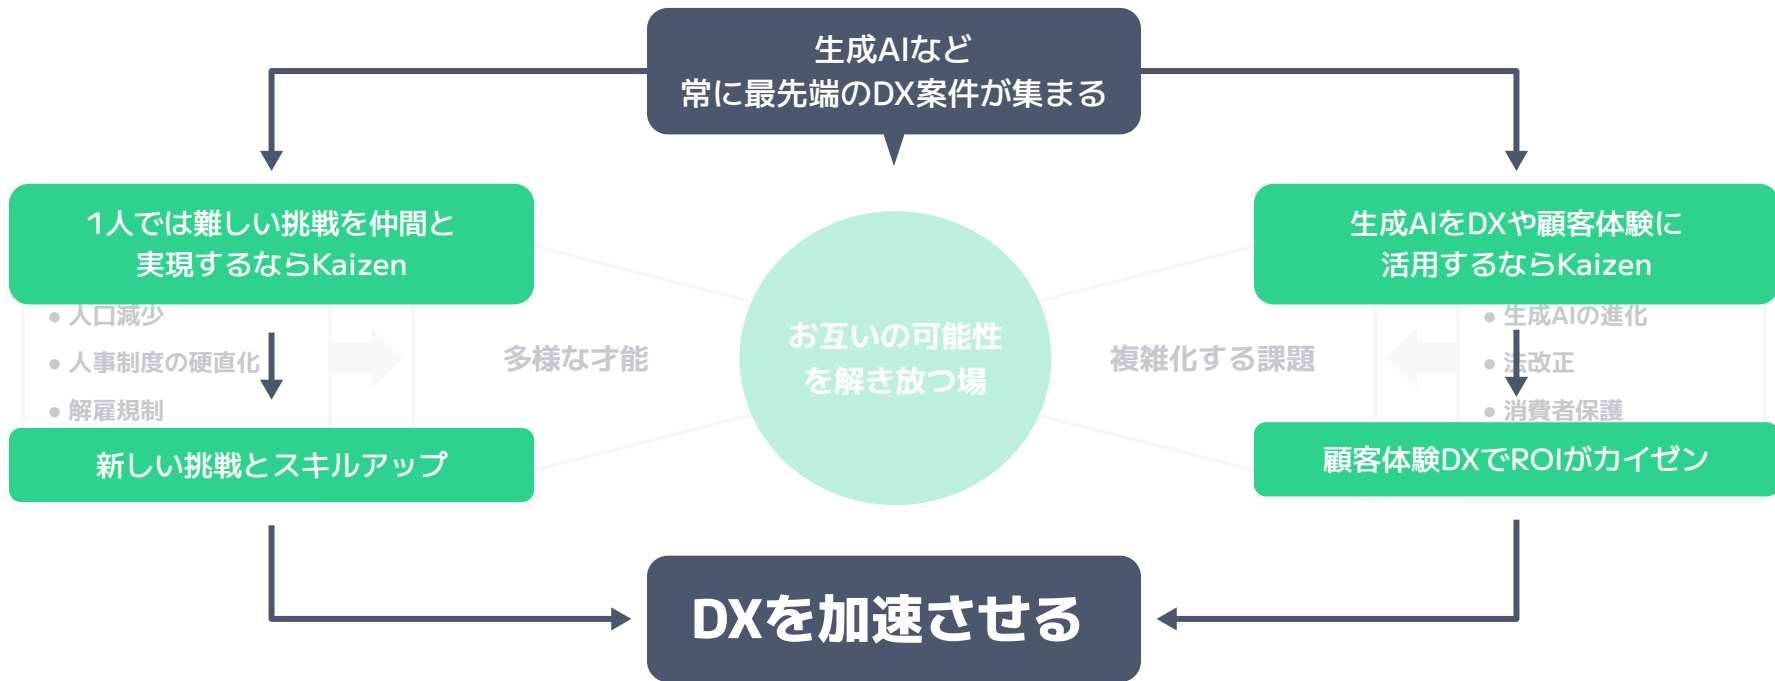 生成AIなど
常に最先端のDX案件が集まる
1人では難しい挑戦を仲間と
実現するならKaizen
生成AIをDXや顧客体験に
活用するならKaizen
● 人口減少
● 人事制度の硬直化
● 解雇規制
多様な才能
お互いの可能性
を解き放つ場
複雑化する課題
● 生成AIの進化
● 法改正
● 消費者保護
新しい挑戦とスキルアップ
顧客体験DXでROIがカイゼン
DXを加速させる